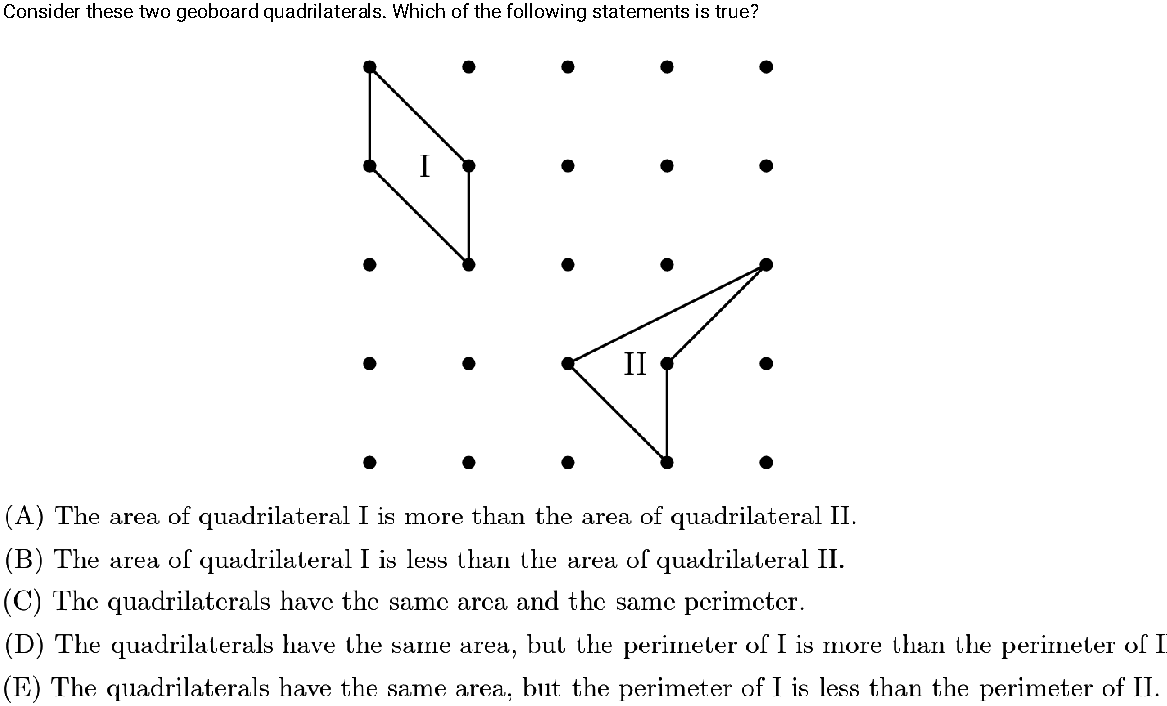 Consider these two geoboard quadrilaterals. Which of the following statements is true?
I
II
(A) The area of quadrilateral I is more than the area of quadrilateral II.
(B) The area of quadrilateral I is less than the area of quadrilateral II.
(C) The quadrilaterals have the same area and the same perimeter.
(D) The quadrilaterals have the same area, but the perimeter of I is more than the perimeter of
(E) The quadrilaterals have the same area, but the perimeter of I is less than the perimeter of II.